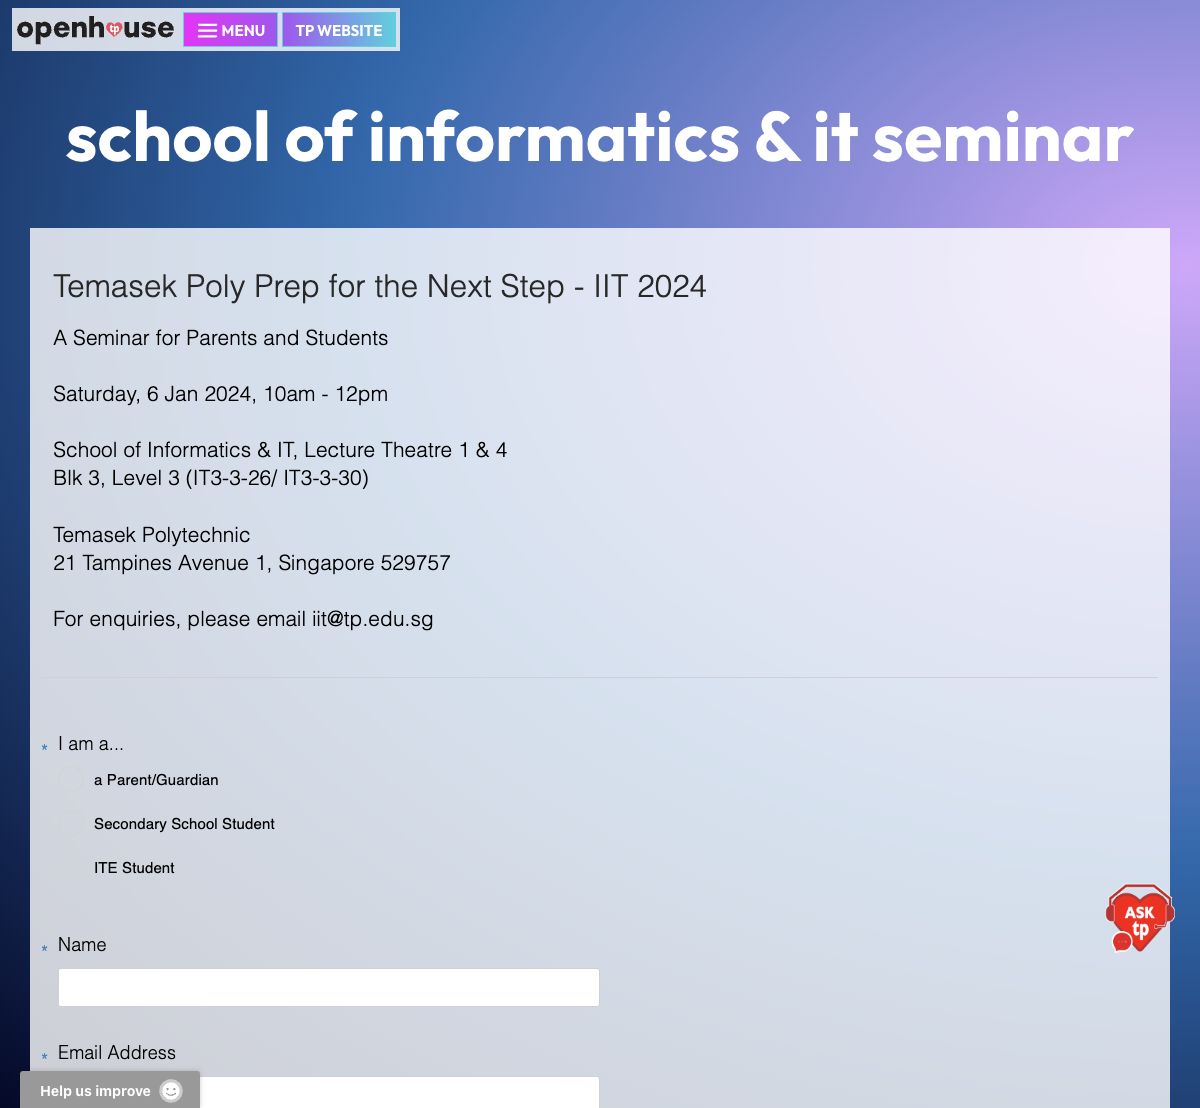 openhtpuse MENU TP WEBSITE
school of informatics & it seminar
Temasek Poly Prep for the Next Step - IIT 2024
A Seminar for Parents and Students
Saturday, 6 Jan 2024, 10am - 12pm
School of Informatics & IT, Lecture Theatre 1 & 4
Blk 3, Level 3 (IT3-3-26/ IT3-3-30)
Temasek Polytechnic
21 Tampines Avenue 1, Singapore 529757
For enquiries, please email iit@tp.edu.sg
* I am a...
a Parent/Guardian
Secondary School Student
ITE Student
ASK
tp
* Name
* Email Address
Help us improve